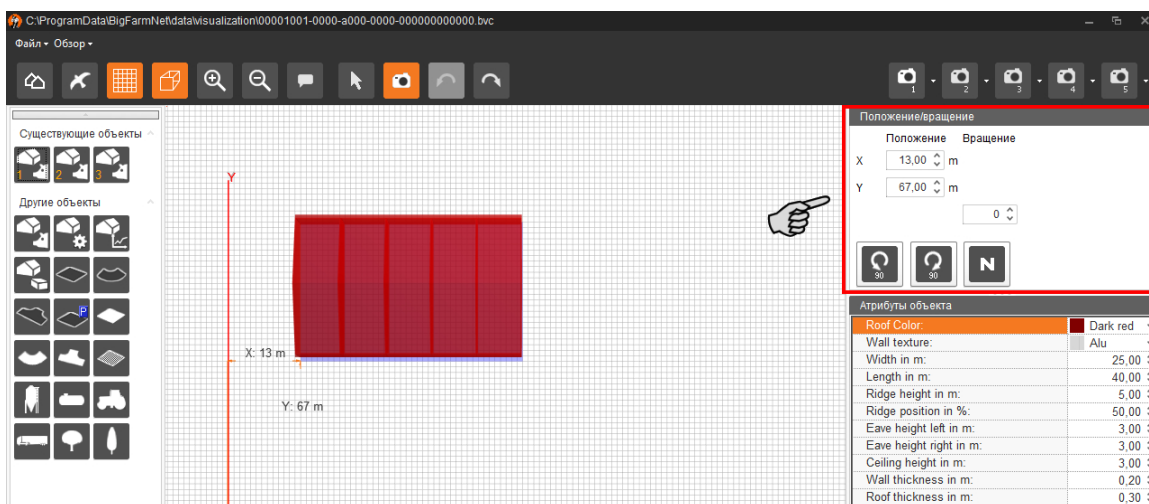 C:\ProgramData\BigFarmNet\data\visualization\00001001-0000-a000-0000-000000000000.bvc
Файл Обзор
1 2 3 4 5
Существующие объекты
1 2 3
Другие объекты
P
Y
X: 13 m
Y: 67 m
Положение/вращение
Положение Вращение
X 13,00 m
Y 67,00 m
0
90 90 N
Атрибуты объекта
Roof Color: Dark red
Wall texture: Alu
Width in m: 25,00
Length in m: 40,00
Ridge height in m: 5,00
Ridge position in %: 50,00
Eave height left in m: 3,00
Eave height right in m: 3,00
Ceiling height in m: 3,00
Wall thickness in m: 0,20
Roof thickness in m: 0,30